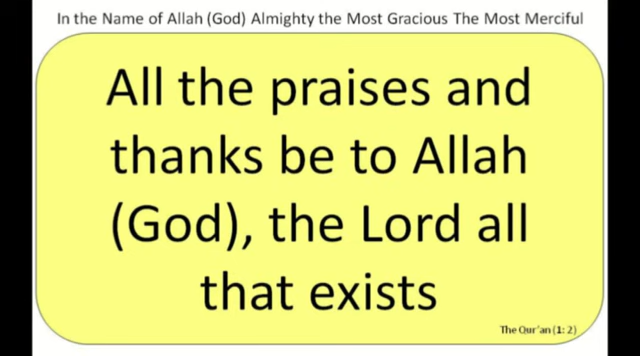 In the Name of Allah (God) Almighty the Most Gracious The Most Merciful
All the praises and
thanks be to Allah
(God), the Lord all
that exists
The Qur'an (1: 2)